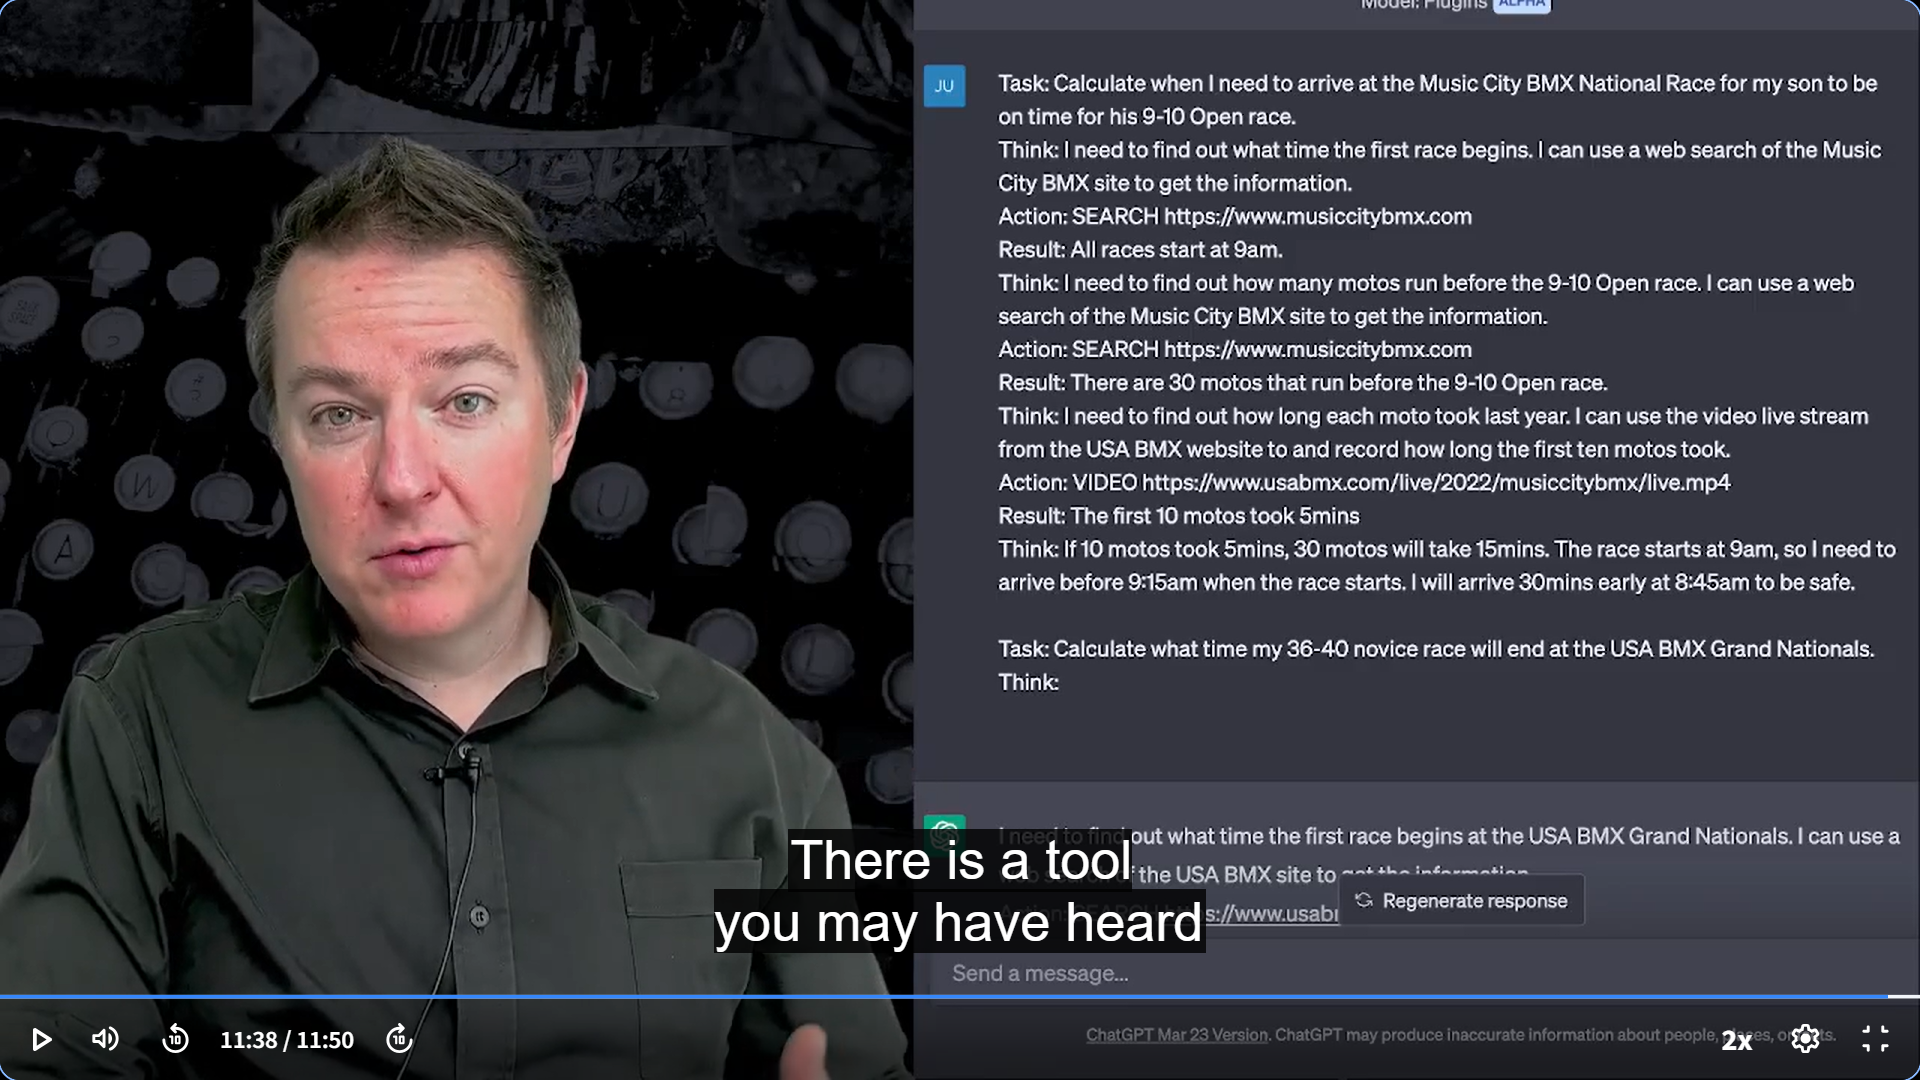 Model: Plugins ALPHA
JU
Task: Calculate when I need to arrive at the Music City BMX National Race for my son to be
on time for his 9-10 Open race.
Think: I need to find out what time the first race begins. I can use a web search of the Music
City BMX site to get the information.
Action: SEARCH https://www.musiccitybmx.com
Result: All races start at 9am.
Think: I need to find out how many motos run before the 9-10 Open race. I can use a web
search of the Music City BMX site to get the information.
Action: SEARCH https://www.musiccitybmx.com
Result: There are 30 motos that run before the 9-10 Open race.
Think: I need to find out how long each moto took last year. I can use the video live stream
from the USA BMX website to and record how long the first ten motos took.
Action: VIDEO https://www.usabmx.com/live/2022/musiccitybmx/live.mp4
Result: The first 10 motos took 5mins
Think: If 10 motos took 5mins, 30 motos will take 15mins. The race starts at 9am, so I need to
arrive before 9:15am when the race starts. I will arrive 30mins early at 8:45am to be safe.
Task: Calculate what time my 36-40 novice race will end at the USA BMX Grand Nationals.
Think:
I need to find out what time the first race begins at the USA BMX Grand Nationals. I can use a
web search of the USA BMX site to get the information.
Action: SEARCH
Regenerate response
There is a tool
you may have heard
Send a message...
11:38 / 11:50
ChatGPT Mar 23 Version. ChatGPT may produce inaccurate information about people,
2x